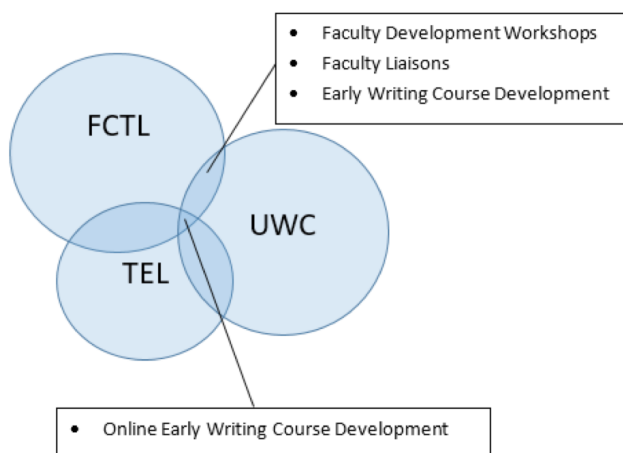 • Faculty Development Workshops
• Faculty Liaisons
• Early Writing Course Development
FCTL
UWC
TEL
• Online Early Writing Course Development